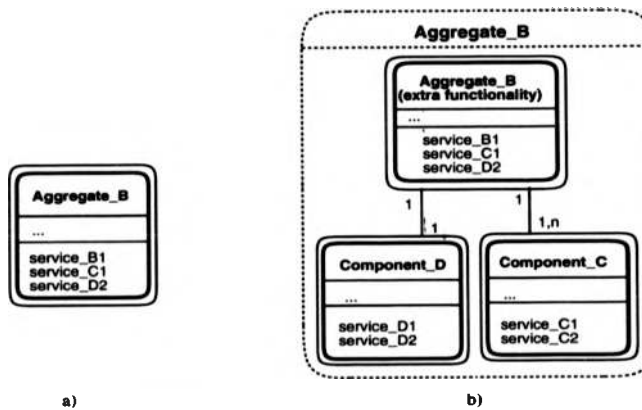 Aggregate_B
...
service_B1
service_C1
service_D2
a)
Aggregate_B
Aggregate_B
(extra functionality)
...
service_B1
service_C1
service_D2
1
1
1
1,n
Component_D
...
service_D1
service_D2
Component_C
...
service_C1
service_C2
b)